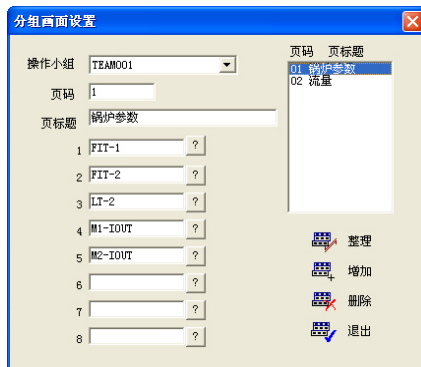 分组画面设置
操作小组 TEAM001
页码 1
页标题 锅炉参数
1 FIT-1 ?
2 FIT-2 ?
3 LT-2 ?
4 M1-IOUT ?
5 M2-IOUT ?
6 ?
7 ?
8 ?
页码 页标题
01 锅炉参数
02 流量
整理
增加
删除
退出